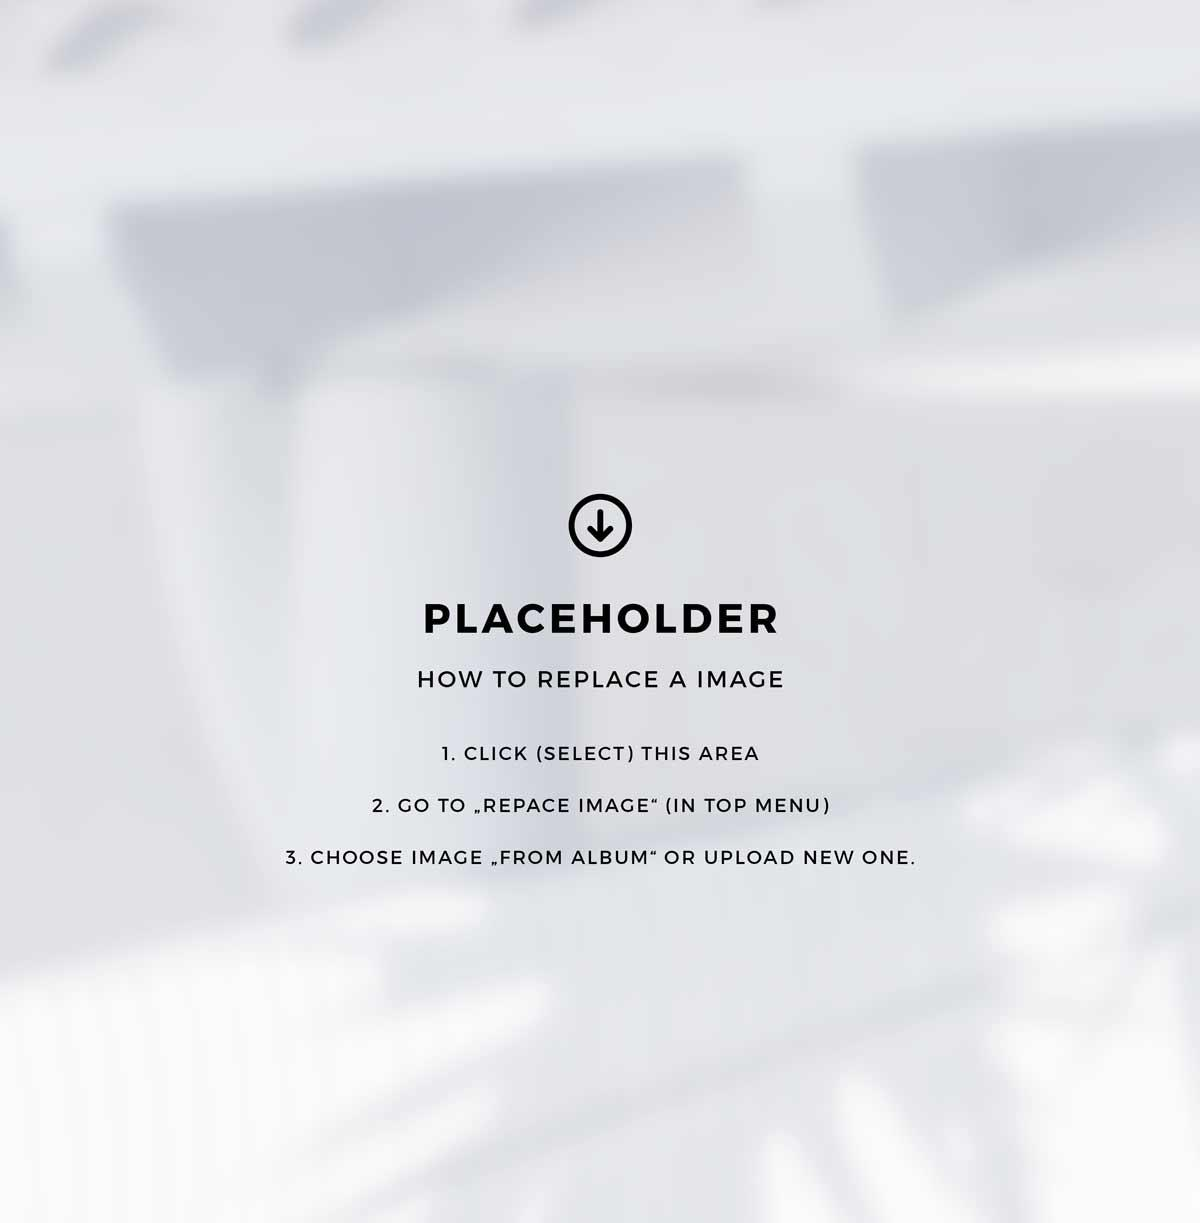 PLACEHOLDER
HOW TO REPLACE A IMAGE
1. CLICK (SELECT) THIS AREA
2. GO TO „REPACE IMAGE“ (IN TOP MENU)
3. CHOOSE IMAGE „FROM ALBUM“ OR UPLOAD NEW ONE.